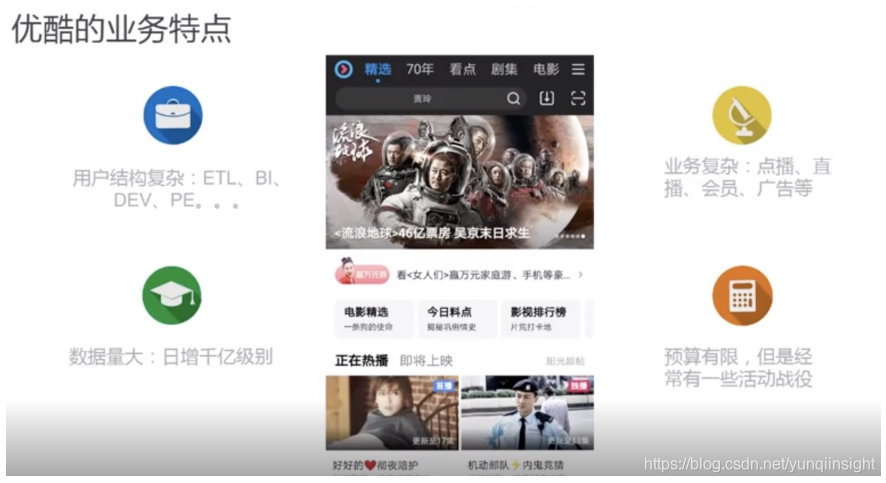 优酷的业务特点
用户结构复杂：ETL、BI、
DEV、PE。。。
数据量大：日增千亿级别
精选 70年 看点 剧集 电影
贾玲
流浪地球
<流浪地球>46亿票房 吴京末日求生
赢万元游 看<女人们>赢万元家庭游、手机等豪...
电影精选 今日料点 影视排行榜
一条狗的使命 揭秘巩俐情史 片荒打卡地
正在热播 即将上映 阳光跟帖
首播 独播
更新至17集 更新至13集
好好的❤️彻夜陪护 机动部队⚡内鬼竞猜
业务复杂：点播、直
播、会员、广告等
预算有限，但是经
常有一些活动战役
https://blog.csdn.net/yunqiinsight